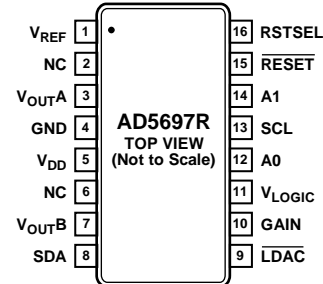 VREF 1
NC 2
VOUTA 3
GND 4
VDD 5
NC 6
VOUTB 7
SDA 8
AD5697R
TOP VIEW
(Not to Scale)
16 RSTSEL
15 RESET
14 A1
13 SCL
12 A0
11 VLOGIC
10 GAIN
9 LDAC